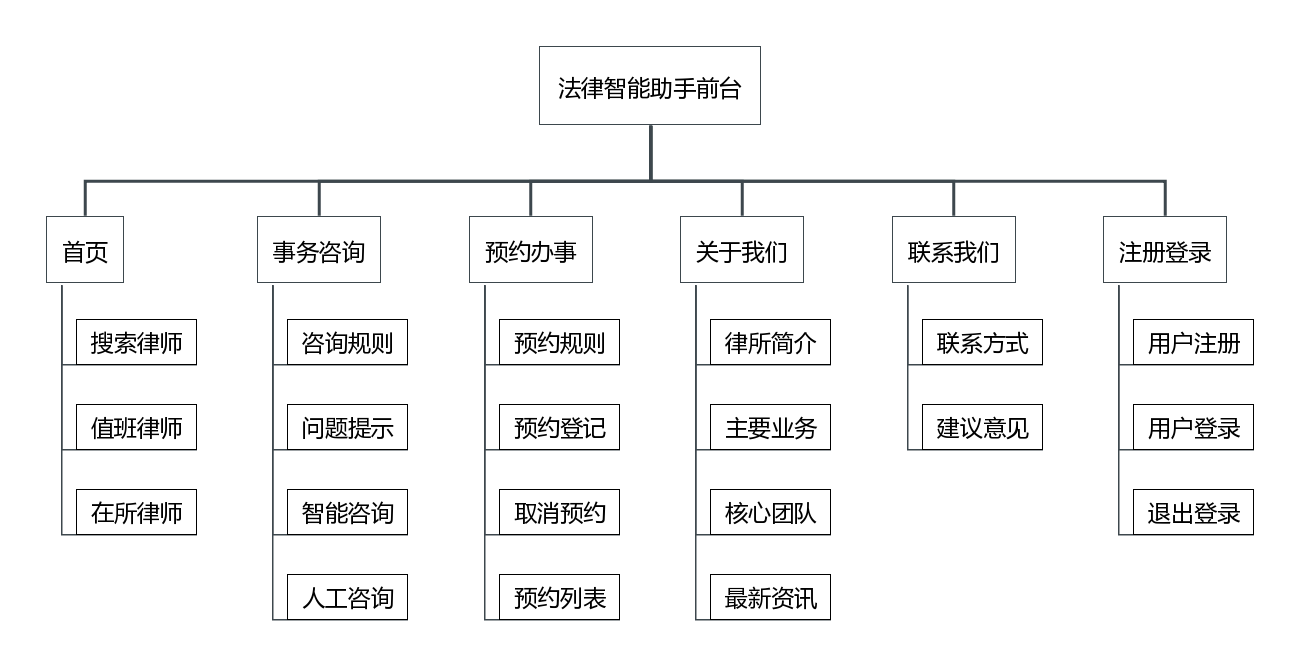 法律智能助手前台
首页
事务咨询
预约办事
关于我们
联系我们
注册登录
搜索律师
咨询规则
预约规则
律所简介
联系方式
用户注册
值班律师
问题提示
预约登记
主要业务
建议意见
用户登录
在所律师
智能咨询
取消预约
核心团队
退出登录
人工咨询
预约列表
最新资讯